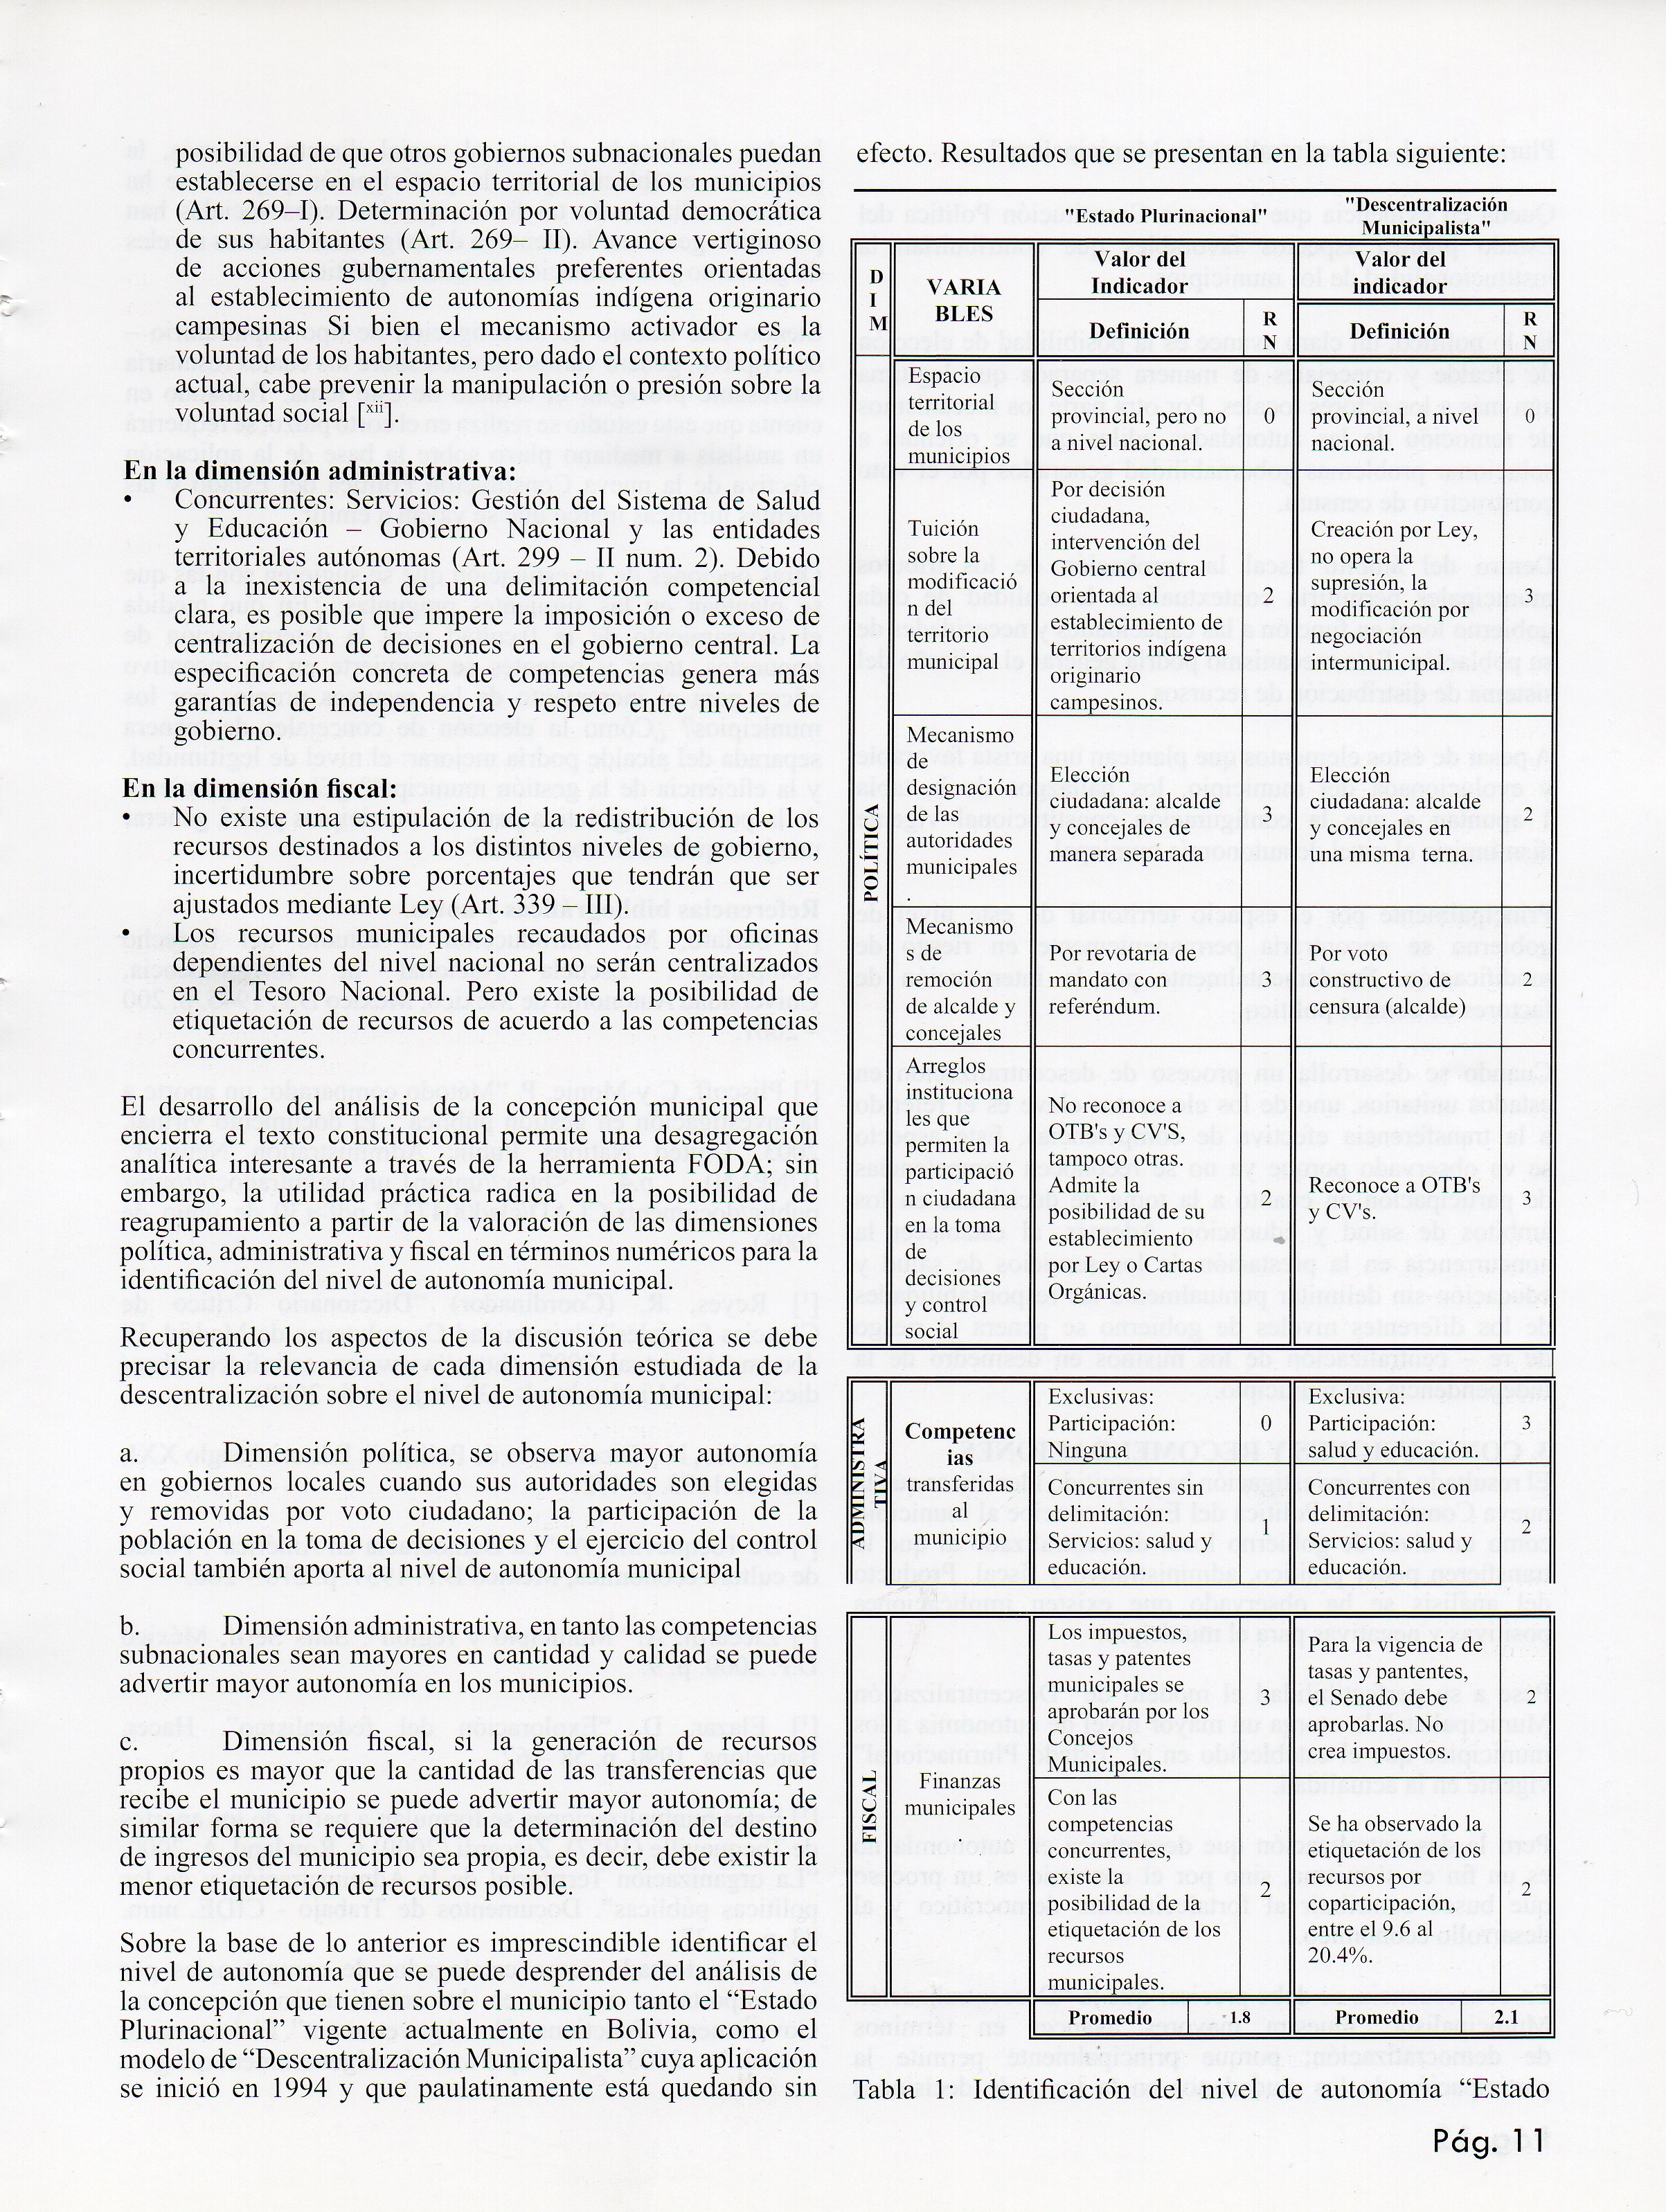 posibilidad de que otros gobiernos subnacionales puedan
establecerse en el espacio territorial de los municipios
(Art. 269–I). Determinación por voluntad democrática
de sus habitantes (Art. 269– II). Avance vertiginoso
de acciones gubernamentales preferentes orientadas
al establecimiento de autonomías indígena originario
campesinas Si bien el mecanismo activador es la
voluntad de los habitantes, pero dado el contexto político
actual, cabe prevenir la manipulación o presión sobre la
voluntad social [xii].
En la dimensión administrativa:
• Concurrentes: Servicios: Gestión del Sistema de Salud
y Educación – Gobierno Nacional y las entidades
territoriales autónomas (Art. 299 – II num. 2). Debido
a la inexistencia de una delimitación competencial
clara, es posible que impere la imposición o exceso de
centralización de decisiones en el gobierno central. La
especificación concreta de competencias genera más
garantías de independencia y respeto entre niveles de
gobierno.
En la dimensión fiscal:
• No existe una estipulación de la redistribución de los
recursos destinados a los distintos niveles de gobierno,
incertidumbre sobre porcentajes que tendrán que ser
ajustados mediante Ley (Art. 339 – III).
• Los recursos municipales recaudados por oficinas
dependientes del nivel nacional no serán centralizados
en el Tesoro Nacional. Pero existe la posibilidad de
etiquetación de recursos de acuerdo a las competencias
concurrentes.
El desarrollo del análisis de la concepción municipal que
encierra el texto constitucional permite una desagregación
analítica interesante a través de la herramienta FODA; sin
embargo, la utilidad práctica radica en la posibilidad de
reagrupamiento a partir de la valoración de las dimensiones
política, administrativa y fiscal en términos numéricos para la
identificación del nivel de autonomía municipal.
Recuperando los aspectos de la discusión teórica se debe
precisar la relevancia de cada dimensión estudiada de la
descentralización sobre el nivel de autonomía municipal:
a. Dimensión política, se observa mayor autonomía
en gobiernos locales cuando sus autoridades son elegidas
y removidas por voto ciudadano; la participación de la
población en la toma de decisiones y el ejercicio del control
social también aporta al nivel de autonomía municipal
b. Dimensión administrativa, en tanto las competencias
subnacionales sean mayores en cantidad y calidad se puede
advertir mayor autonomía en los municipios.
c. Dimensión fiscal, si la generación de recursos
propios es mayor que la cantidad de las transferencias que
recibe el municipio se puede advertir mayor autonomía; de
similar forma se requiere que la determinación del destino
de ingresos del municipio sea propia, es decir, debe existir la
menor etiquetación de recursos posible.
Sobre la base de lo anterior es imprescindible identificar el
nivel de autonomía que se puede desprender del análisis de
la concepción que tienen sobre el municipio tanto el “Estado
Plurinacional” vigente actualmente en Bolivia, como el
modelo de “Descentralización Municipalista” cuya aplicación
se inició en 1994 y que paulatinamente está quedando sin
efecto. Resultados que se presentan en la tabla siguiente:
"Estado Plurinacional"
"Descentralización
Municipalista"
D
I
M
VARIA
BLES
Valor del
Indicador
Valor del
indicador
Definición
R
N
Definición
R
N
POLÍTICA
Espacio
territorial
de los
municipios
Sección
provincial, pero no
a nivel nacional.
0
Sección
provincial, a nivel
nacional.
0
Tuición
sobre la
modificació
n del
territorio
municipal
Por decisión
ciudadana,
intervención del
Gobierno central
orientada al
establecimiento de
territorios indígena
originario
campesinos.
2
Creación por Ley,
no opera la
supresión, la
modificación por
negociación
intermunicipal.
3
Mecanismo
de
designación
de las
autoridades
municipales
.
Elección
ciudadana: alcalde
y concejales de
manera separada
3
Elección
ciudadana: alcalde
y concejales en
una misma terna.
2
Mecanismo
s de
remoción
de alcalde y
concejales
Por revotaria de
mandato con
referéndum.
3
Por voto
constructivo de
censura (alcalde)
2
Arreglos
instituciona
les que
permiten la
participació
n ciudadana
en la toma
de
decisiones
y control
social
No reconoce a
OTB's y CV'S,
tampoco otras.
Admite la
posibilidad de su
establecimiento
por Ley o Cartas
Orgánicas.
2
Reconoce a OTB's
y CV's.
3
ADMINISTRA
TIVA
Competenc
ias
transferidas
al
municipio
Exclusivas:
Participación:
Ninguna
0
Exclusiva:
Participación:
salud y educación.
3
Concurrentes sin
delimitación:
Servicios: salud y
educación.
1
Concurrentes con
delimitación:
Servicios: salud y
educación.
2
FISCAL
Finanzas
municipales
.
Los impuestos,
tasas y patentes
municipales se
aprobarán por los
Concejos
Municipales.
3
Para la vigencia de
tasas y pantentes,
el Senado debe
aprobarlas. No
crea impuestos.
2
Con las
competencias
concurrentes,
existe la
posibilidad de la
etiquetación de los
recursos
municipales.
2
Se ha observado la
etiquetación de los
recursos por
coparticipación,
entre el 9.6 al
20.4%.
2
Promedio
1.8
Promedio
2.1
Tabla 1: Identificación del nivel de autonomía “Estado
Pág. 11